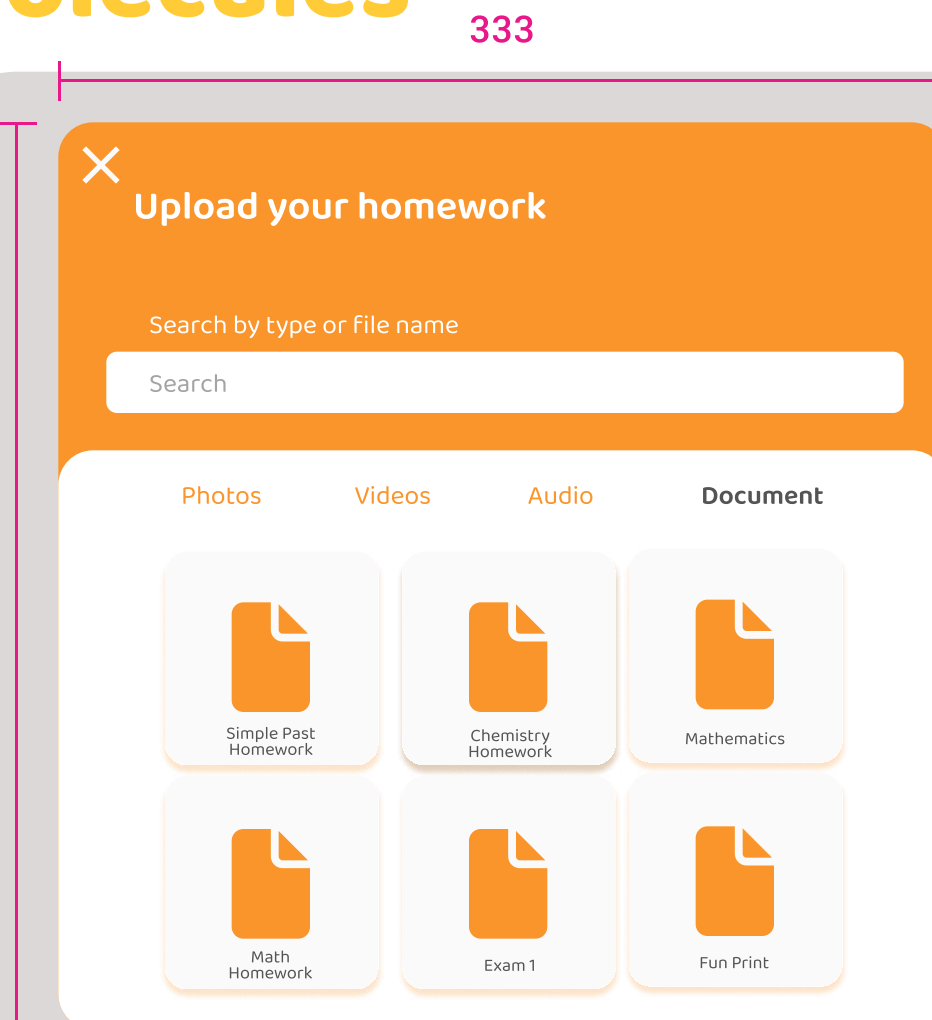 333
Upload your homework
Search by type or file name
Search
Photos Videos Audio Document
Simple Past
Homework
Chemistry
Homework
Mathematics
Math
Homework
Exam 1
Fun Print